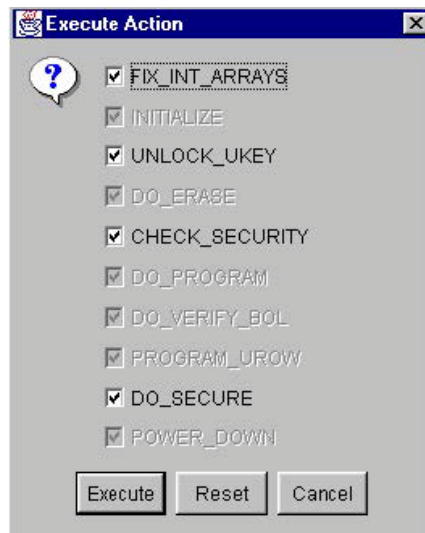 Execute Action
FIX_INT_ARRAYS
INITIALIZE
UNLOCK_UKEY
DO_ERASE
CHECK_SECURITY
DO_PROGRAM
DO_VERIFY_BOL
PROGRAM_UROW
DO_SECURE
POWER_DOWN
Execute Reset Cancel